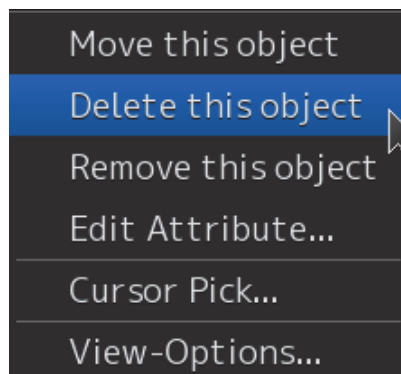 Move this object
Delete this object
Remove this object
Edit Attribute...
Cursor Pick...
View-Options...